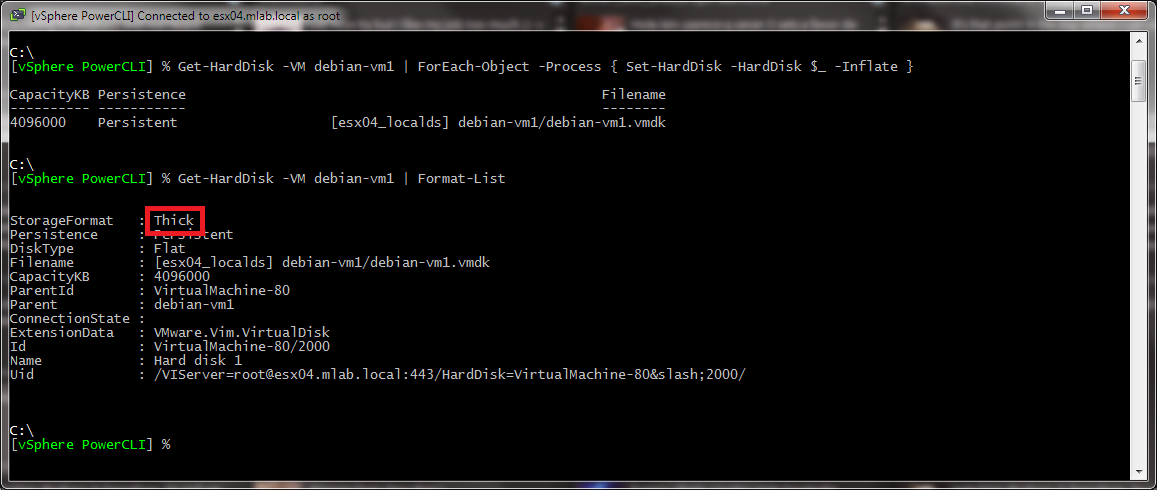 [vSphere PowerCLI] Connected to esx04.mlab.local as root
C:\
[vSphere PowerCLI] % Get-HardDisk -VM debian-vm1 | ForEach-Object -Process { Set-HardDisk -HardDisk $_ -Inflate }
CapacityKB Persistence Filename
---------- ----------- --------
4096000 Persistent [esx04_localds] debian-vm1/debian-vm1.vmdk
C:\
[vSphere PowerCLI] % Get-HardDisk -VM debian-vm1 | Format-List
StorageFormat : Thick
Persistence : Persistent
DiskType : Flat
Filename : [esx04_localds] debian-vm1/debian-vm1.vmdk
CapacityKB : 4096000
ParentId : VirtualMachine-80
Parent : debian-vm1
ConnectionState :
ExtensionData : VMware.Vim.VirtualDisk
Id : VirtualMachine-80/2000
Name : Hard disk 1
Uid : /VIServer=root@esx04.mlab.local:443/HardDisk=VirtualMachine-80&slash;2000/
C:\
[vSphere PowerCLI] %